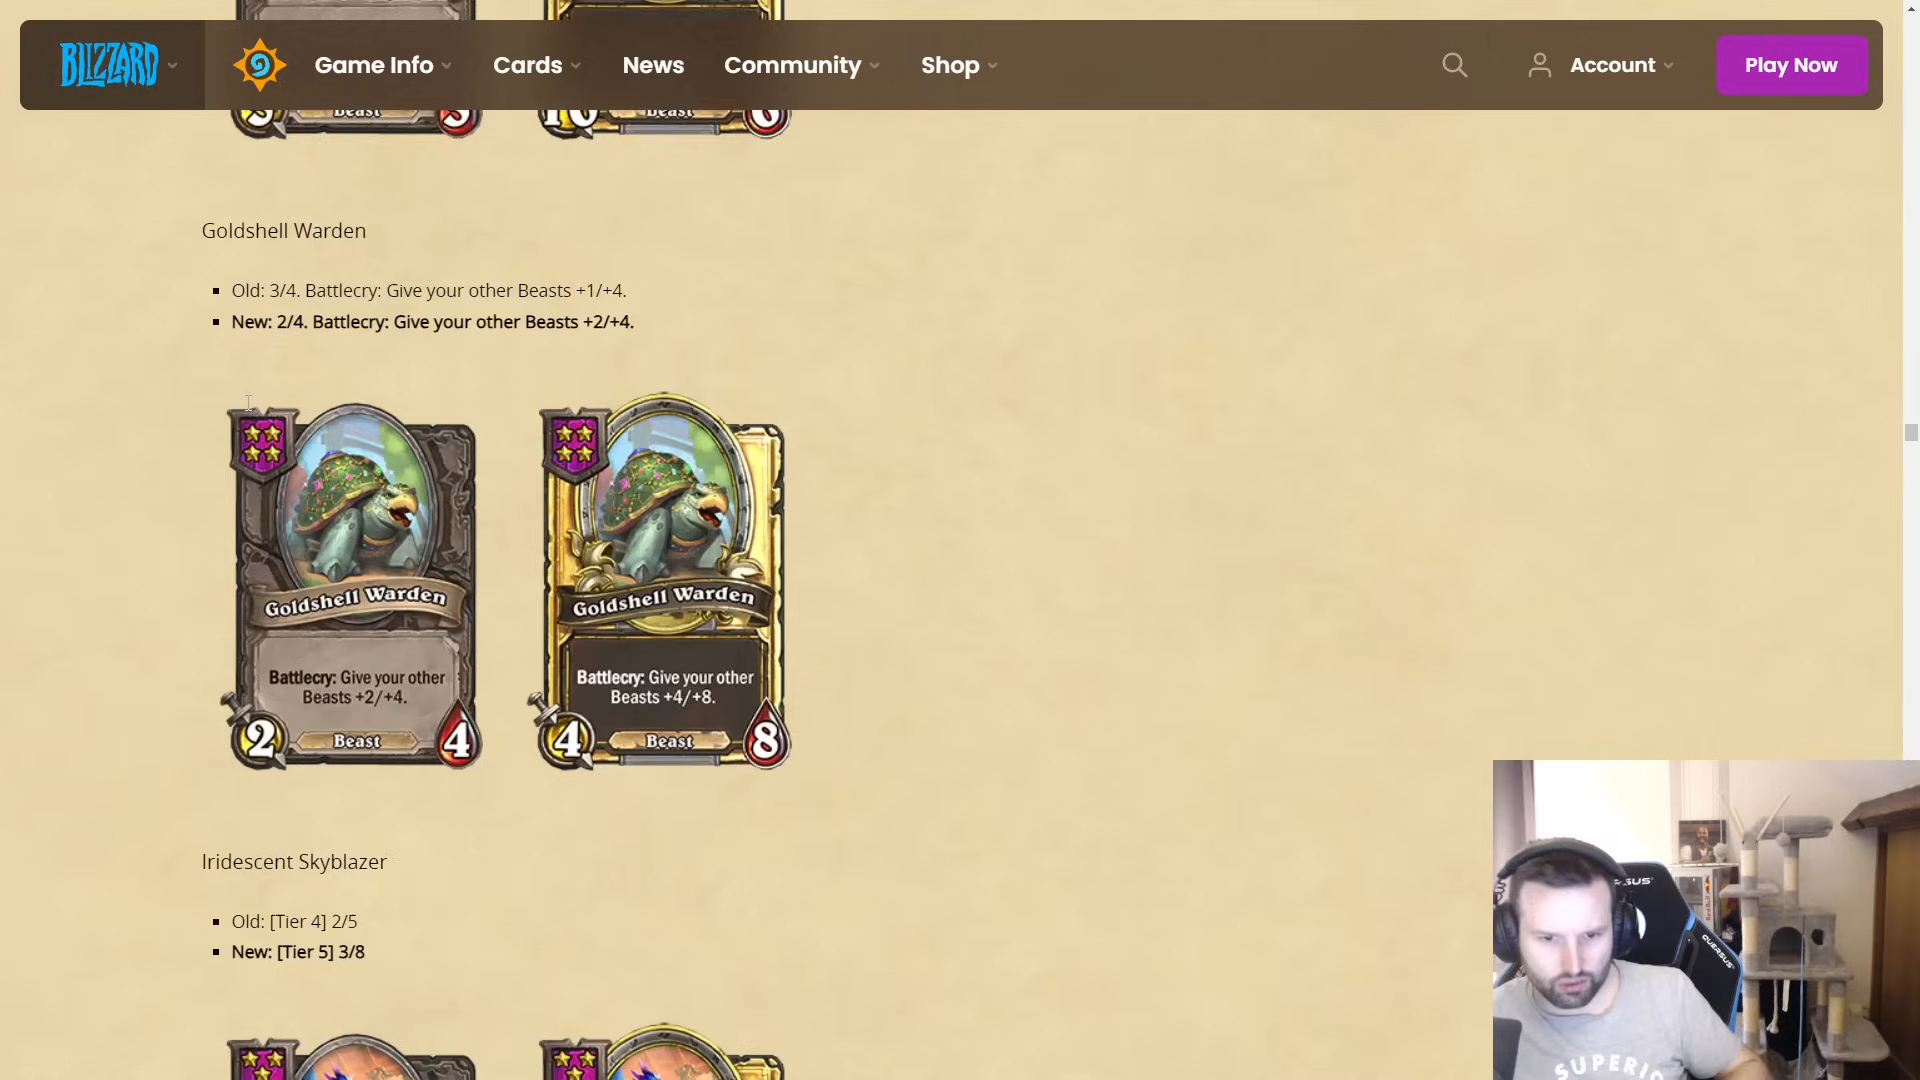 BLIZZARD
Game Info
Cards
News
Community
Shop
Account
Play Now
Beast
Beast
Goldshell Warden
Old: 3/4. Battlecry: Give your other Beasts +1/+4.
New: 2/4. Battlecry: Give your other Beasts +2/+4.
Goldshell Warden
Battlecry: Give your other
Beasts +2/+4.
2
Beast
4
Goldshell Warden
Battlecry: Give your other
Beasts +4/+8.
4
Beast
8
Iridescent Skyblazer
Old: [Tier 4] 2/5
New: [Tier 5] 3/8
QUERSUS